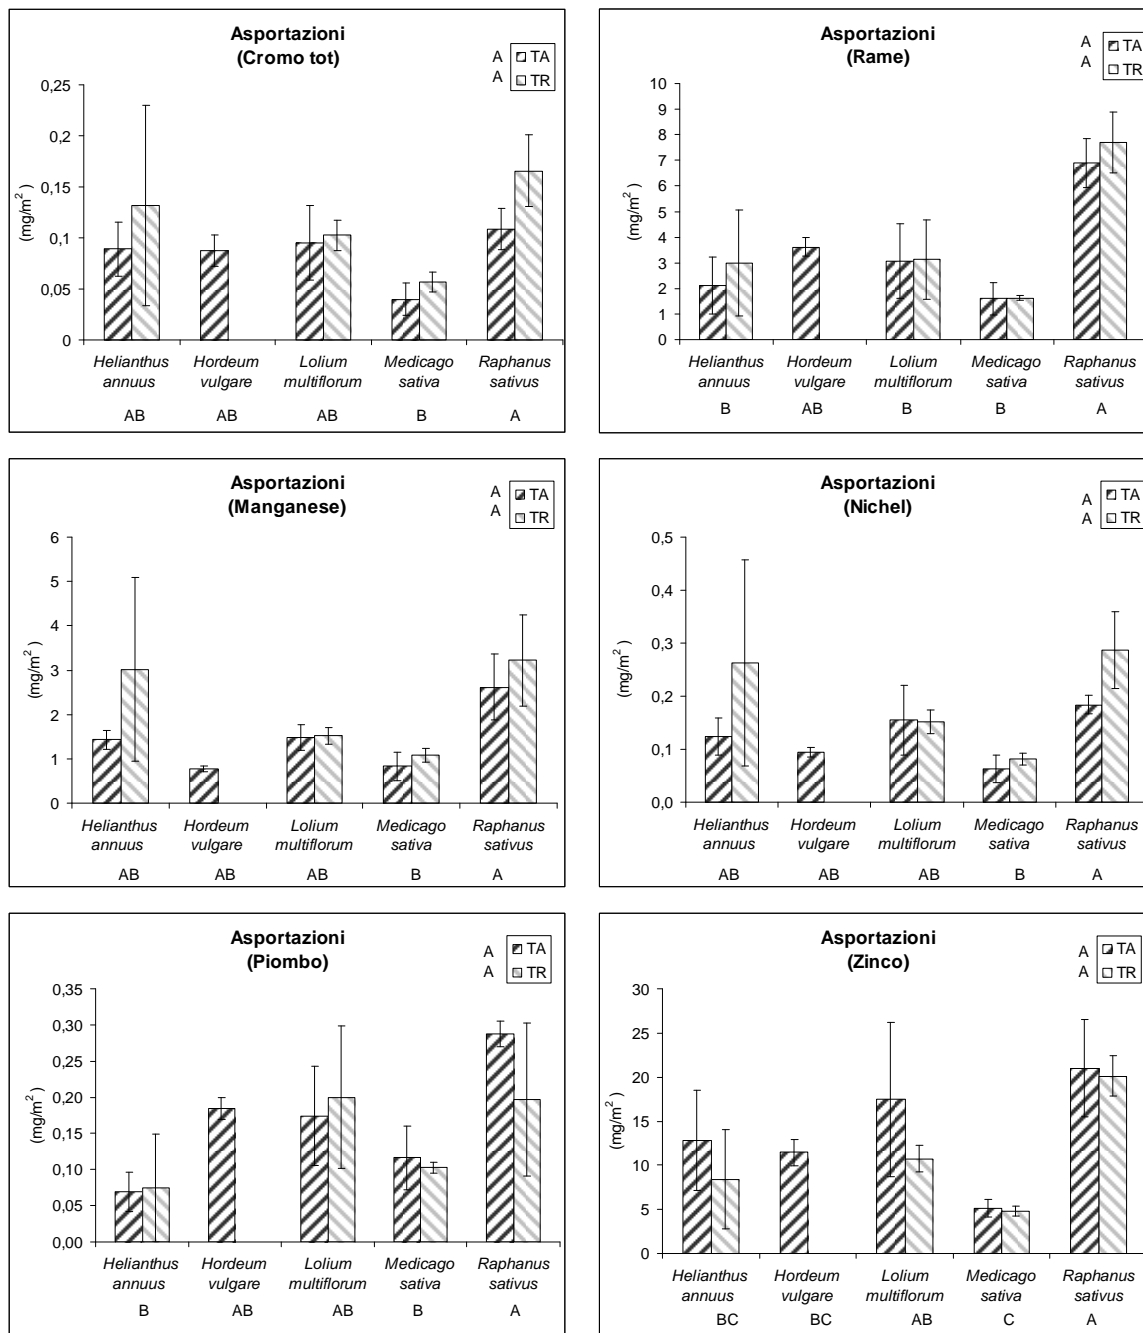 Asportazioni
(Cromo tot)
A TA
A TR
0,25
0,2
0,15
0,1
0,05
0
(mg/m²)
Helianthus annuus
Hordeum vulgare
Lolium multiflorum
Medicago sativa
Raphanus sativus
AB AB AB B A
Asportazioni
(Rame)
A TA
A TR
10
9
8
7
6
5
4
3
2
1
0
(mg/m²)
Helianthus annuus
Hordeum vulgare
Lolium multiflorum
Medicago sativa
Raphanus sativus
B AB B B A
Asportazioni
(Manganese)
A TA
A TR
6
5
4
3
2
1
0
(mg/m²)
Helianthus annuus
Hordeum vulgare
Lolium multiflorum
Medicago sativa
Raphanus sativus
AB AB AB B A
Asportazioni
(Nichel)
A TA
A TR
0,5
0,4
0,3
0,2
0,1
0,0
(mg/m²)
Helianthus annuus
Hordeum vulgare
Lolium multiflorum
Medicago sativa
Raphanus sativus
AB AB AB B A
Asportazioni
(Piombo)
A TA
A TR
0,35
0,30
0,25
0,20
0,15
0,10
0,05
0,00
(mg/m²)
Helianthus annuus
Hordeum vulgare
Lolium multiflorum
Medicago sativa
Raphanus sativus
B AB AB B A
Asportazioni
(Zinco)
A TA
A TR
30
25
20
15
10
5
0
(mg/m²)
Helianthus annuus
Hordeum vulgare
Lolium multiflorum
Medicago sativa
Raphanus sativus
BC BC AB C A